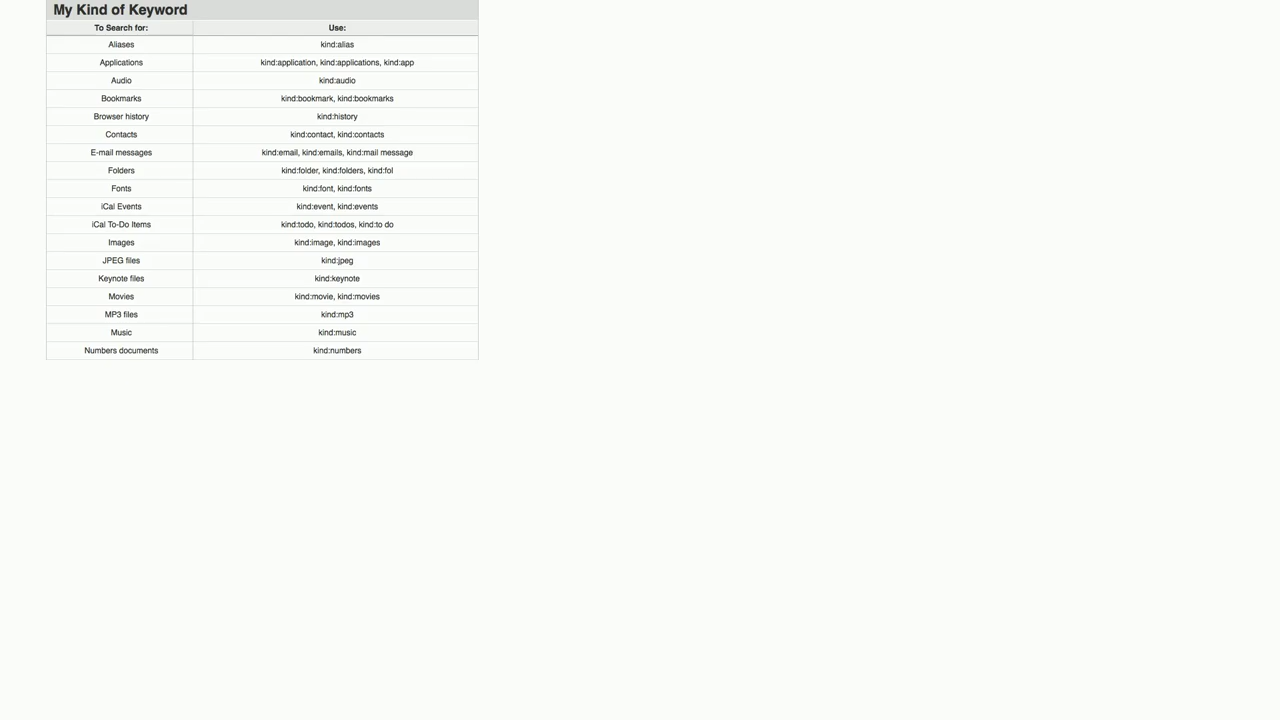 My Kind of Keyword
To Search for: Use:
Aliases kind:alias
Applications kind:application, kind:applications, kind:app
Audio kind:audio
Bookmarks kind:bookmark, kind:bookmarks
Browser history kind:history
Contacts kind:contact, kind:contacts
E-mail messages kind:email, kind:emails, kind:mail message
Folders kind:folder, kind:folders, kind:fol
Fonts kind:font, kind:fonts
iCal Events kind:event, kind:events
iCal To-Do Items kind:todo, kind:todos, kind:to do
Images kind:image, kind:images
JPEG files kind:jpeg
Keynote files kind:keynote
Movies kind:movie, kind:movies
MP3 files kind:mp3
Music kind:music
Numbers documents kind:numbers